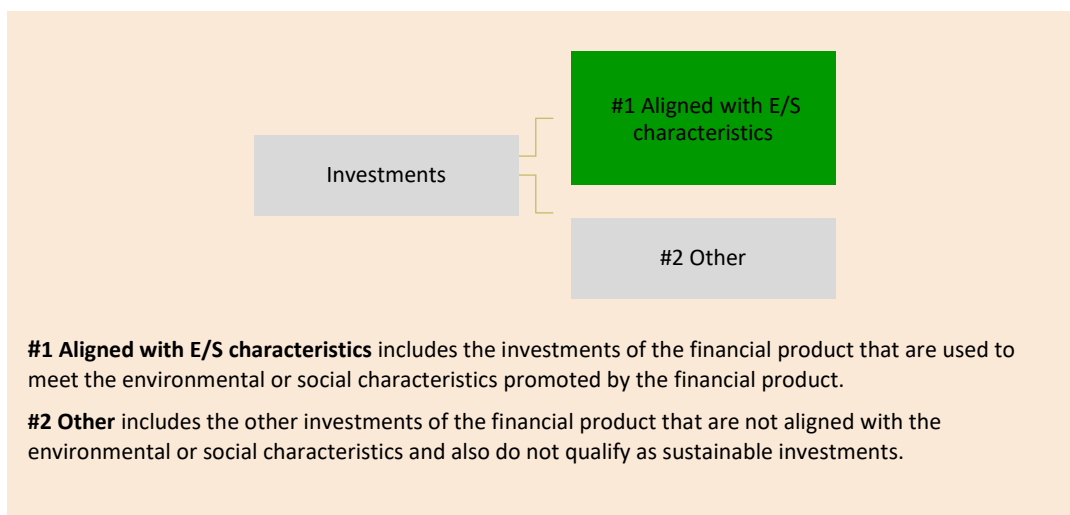 #1 Aligned with E/S
characteristics
Investments
#2 Other
#1 Aligned with E/S characteristics includes the investments of the financial product that are used to
meet the environmental or social characteristics promoted by the financial product.
#2 Other includes the other investments of the financial product that are not aligned with the
environmental or social characteristics and also do not qualify as sustainable investments.